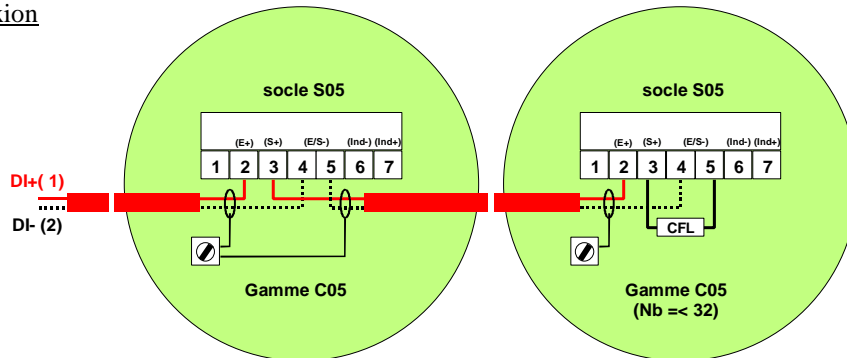 xion
socle S05
(E+) (S+) (E/S-) (Ind-) (Ind+)
1 2 3 4 5 6 7
DI+( 1)
DI- (2)
Gamme C05
socle S05
(E+) (S+) (E/S-) (Ind-) (Ind+)
1 2 3 4 5 6 7
CFL
Gamme C05
(Nb =< 32)